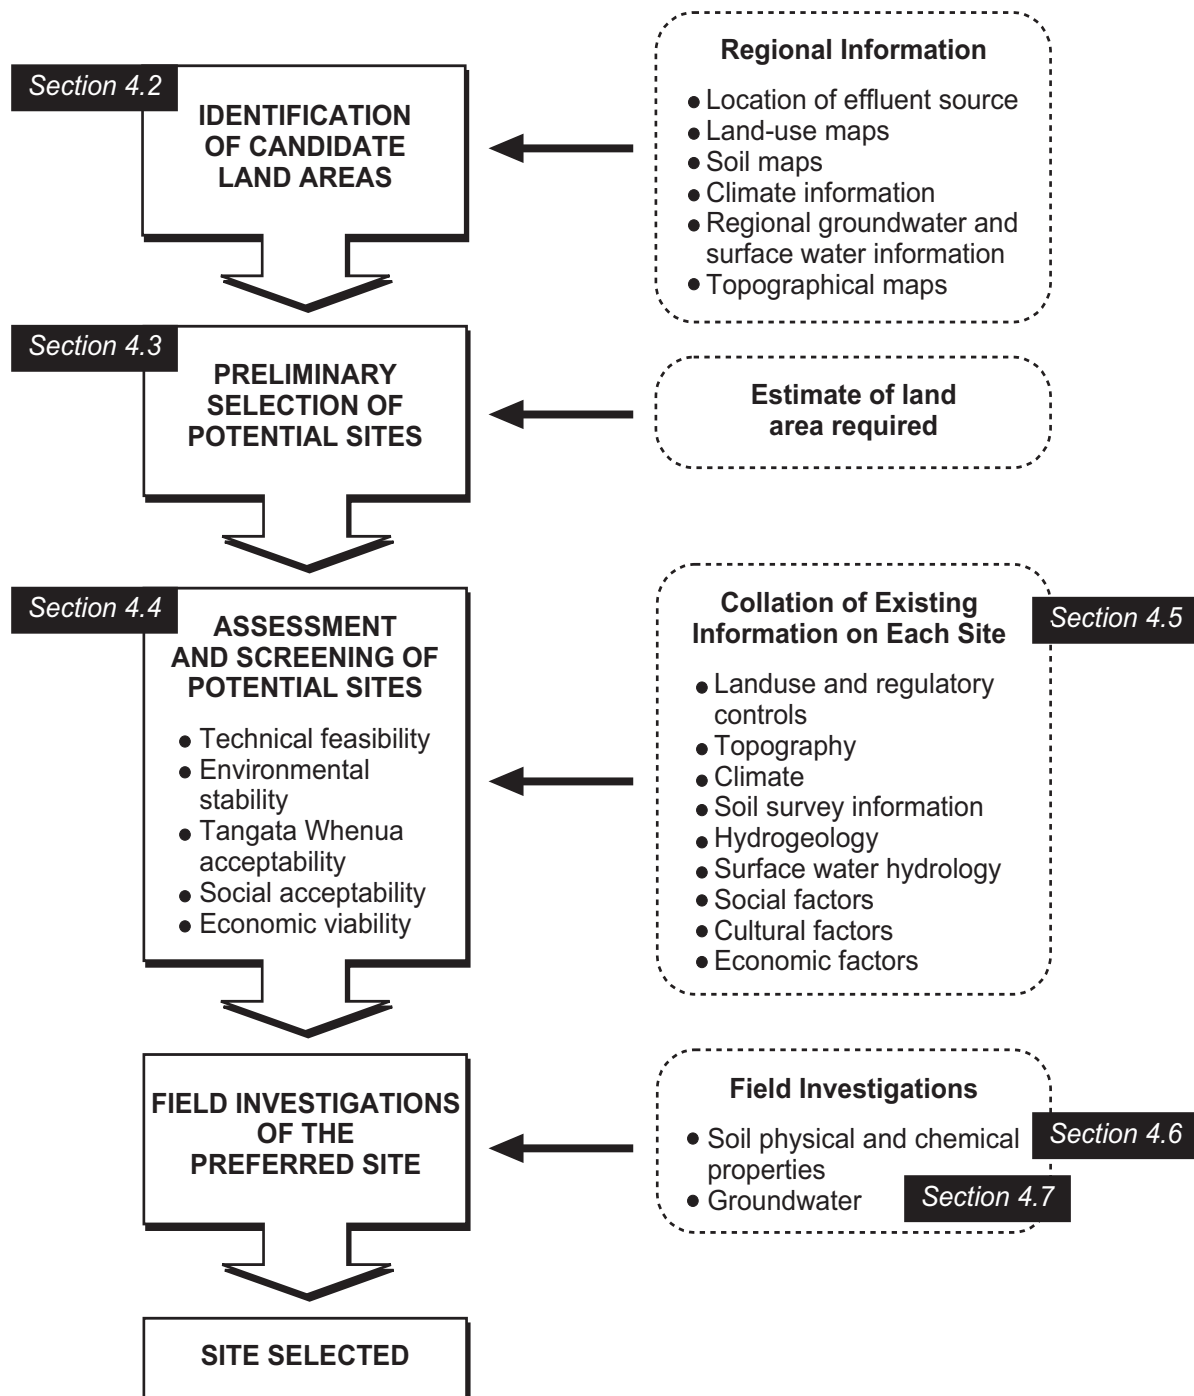 Section 4.2
IDENTIFICATION
OF CANDIDATE
LAND AREAS
Regional Information
● Location of effluent source
● Land-use maps
● Soil maps
● Climate information
● Regional groundwater and
surface water information
● Topographical maps
Section 4.3
PRELIMINARY
SELECTION OF
POTENTIAL SITES
Estimate of land
area required
Section 4.4
ASSESSMENT
AND SCREENING OF
POTENTIAL SITES
● Technical feasibility
● Environmental
stability
● Tangata Whenua
acceptability
● Social acceptability
● Economic viability
Collation of Existing
Information on Each Site
Section 4.5
● Landuse and regulatory
controls
● Topography
● Climate
● Soil survey information
● Hydrogeology
● Surface water hydrology
● Social factors
● Cultural factors
● Economic factors
FIELD INVESTIGATIONS
OF THE
PREFERRED SITE
Field Investigations
● Soil physical and chemical
properties
Section 4.6
● Groundwater
Section 4.7
SITE SELECTED